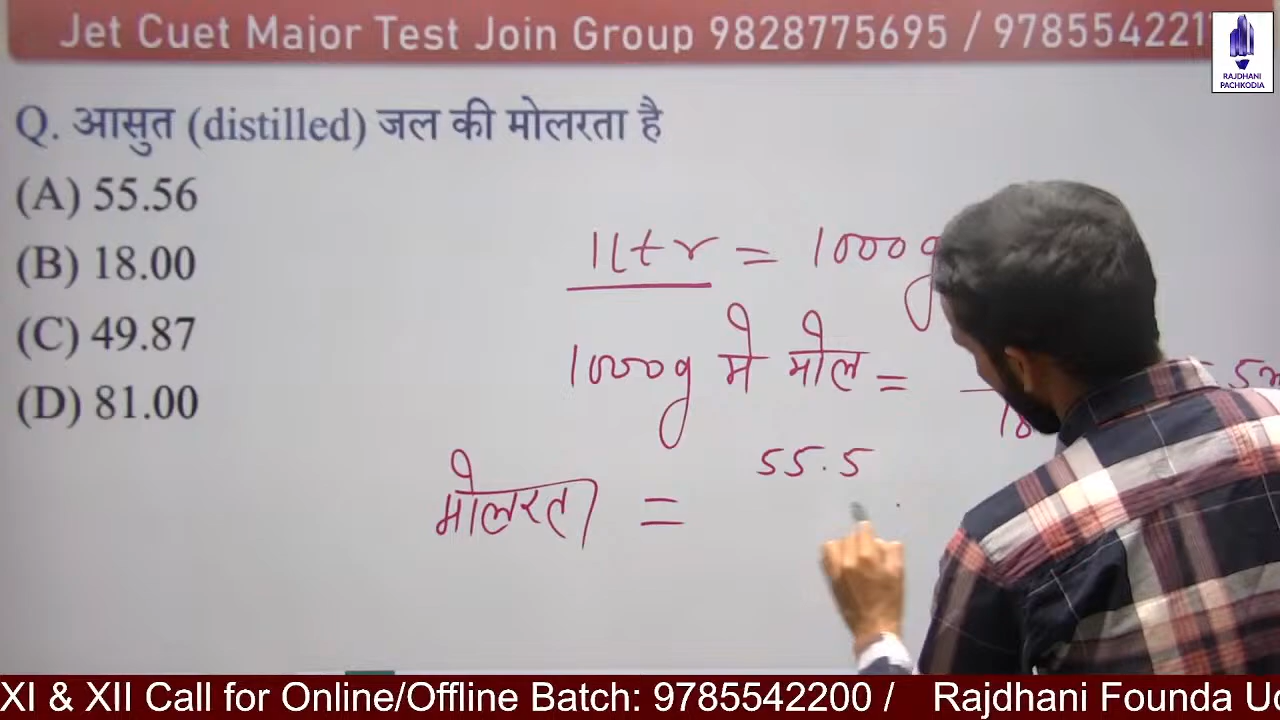 Jet Cuet Major Test Join Group 9828775695 / 978554221
RAJDHANI
PACHKODIA
Q. आसुत (distilled) जल की मोलरता है
(A) 55.56
(B) 18.00
(C) 49.87
(D) 81.00
1 Ltr = 1000g
1000g मे मोल =
18
मोलरता = 55.5
XI & XII Call for Online/Offline Batch: 9785542200 / Rajdhani Founda